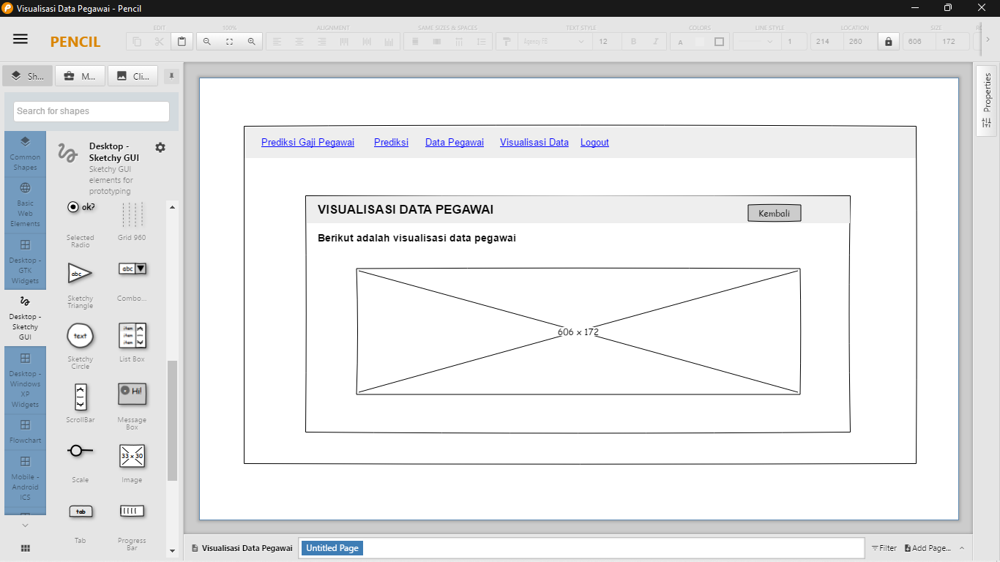 Visualisasi Data Pegawai - Pencil
PENCIL
EDIT
100%
ALIGNMENT
SAME SIZES & SPACES
TEXT STYLE
COLORS
LINE STYLE
LOCATION
SIZE
Agency FB
12
B
I
A
1
214
260
606
172
Sh...
M...
Cli...
Search for shapes
Common
Shapes
Basic
Web
Elements
Desktop -
GTK
Widgets
Desktop -
Sketchy
GUI
Desktop -
Windows
XP
Widgets
Flowchart
Mobile -
Android
ICS
Desktop -
Sketchy GUI
Sketchy GUI
elements for
prototyping
ok?
Selected
Radio
Grid 960
abc
abc
Sketchy
Triangle
Combo...
text
item
item
item
Sketchy
Circle
List Box
Hi!
ScrollBar
Message
Box
33 x 30
Scale
Image
tab
Tab
Progress
Bar
Prediksi Gaji Pegawai
Prediksi
Data Pegawai
Visualisasi Data
Logout
VISUALISASI DATA PEGAWAI
Kembali
Berikut adalah visualisasi data pegawai
606 x 172
Properties
Visualisasi Data Pegawai
Untitled Page
Filter
Add Page...